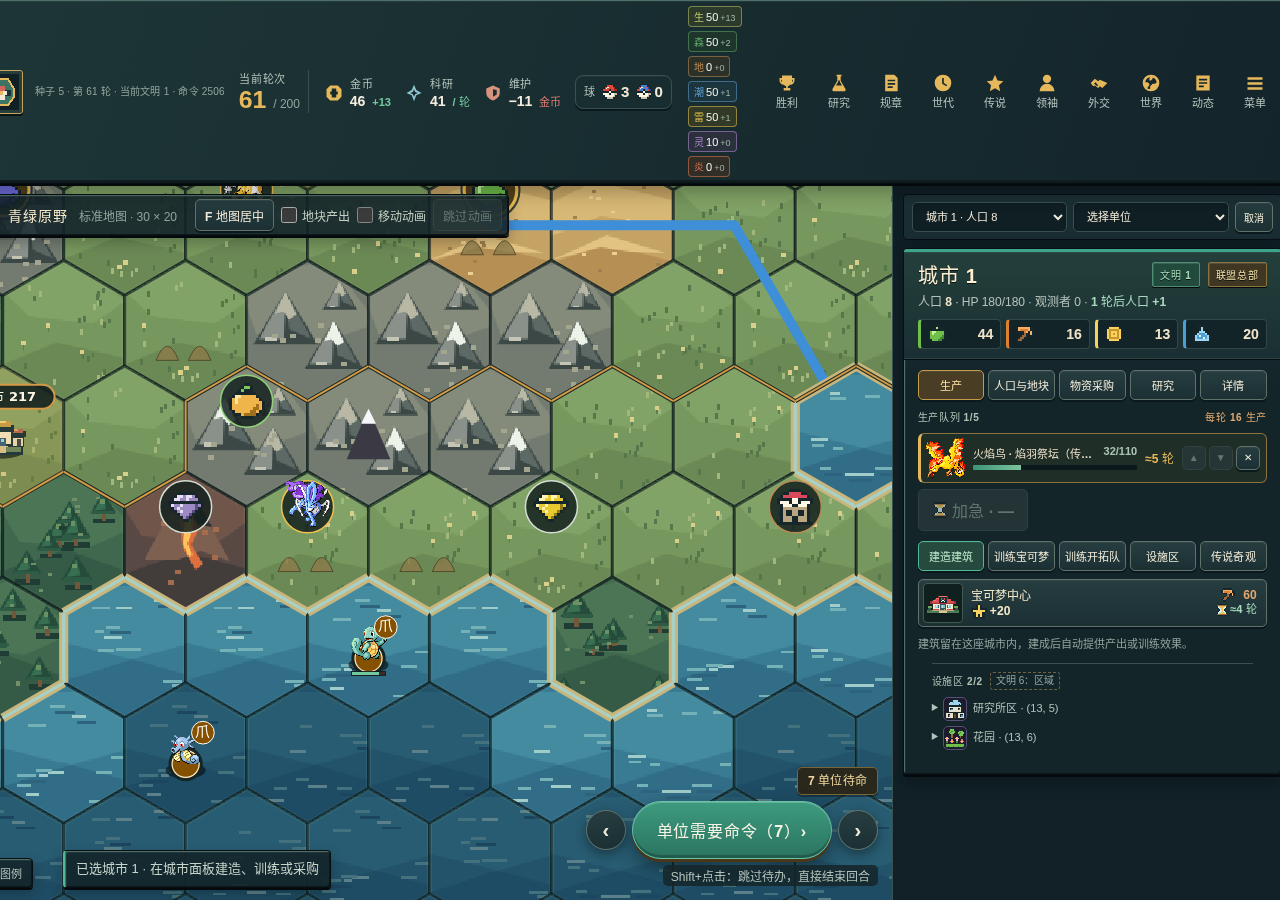 种子 5 · 第 61 轮 · 当前文明 1 · 命令 2506
当前轮次
61 / 200
金币
46 +13
科研
41 / 轮
维护
−11 金币
球 3 0
生 50 +13
森 50 +2
地 0 +0
潮 50 +1
雷 50 +1
灵 10 +0
炎 0 +0
胜利
研究
规章
世代
传说
领袖
外交
世界
动态
菜单
青绿原野
标准地图 · 30 × 20
F 地图居中
地块产出
移动动画
跳过动画
217
爪
爪
7 单位待命
‹
单位需要命令（7）›
›
Shift+点击：跳过待办，直接结束回合
图例
已选城市 1 · 在城市面板建造、训练或采购
城市 1 · 人口 8
选择单位
取消
城市 1
文明 1
联盟总部
人口 8 · HP 180/180 · 观测者 0 · 1 轮后人口 +1
44
16
13
20
生产
人口与地块
物资采购
研究
详情
生产队列 1/5
每轮 16 生产
火焰鸟 · 焰羽祭坛（传…
32/110
≈5 轮
▲
▼
✕
加急 · —
建造建筑
训练宝可梦
训练开拓队
设施区
传说奇观
宝可梦中心
+20
60
≈4 轮
建筑留在这座城市内，建成后自动提供产出或训练效果。
设施区 2/2
文明 6：区域
研究所区 · (13, 5)
花园 · (13, 6)